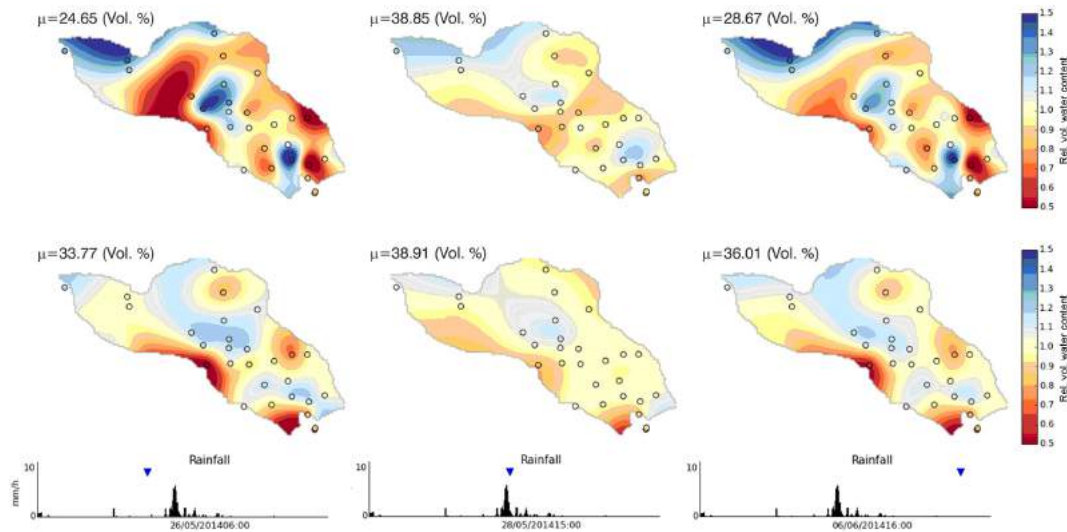 μ=24.65 (Vol. %)
μ=38.85 (Vol. %)
μ=28.67 (Vol. %)
1.5
1.4
1.3
1.2
1.1
1.0
0.9
0.8
0.7
0.6
0.5
Rel. vol. water content
μ=33.77 (Vol. %)
μ=38.91 (Vol. %)
μ=36.01 (Vol. %)
1.5
1.4
1.3
1.2
1.1
1.0
0.9
0.8
0.7
0.6
0.5
Rel. vol. water content
Rainfall
10
mm/h
0
26/05/201406:00
Rainfall
10
0
28/05/201415:00
Rainfall
10
0
06/06/201416:00